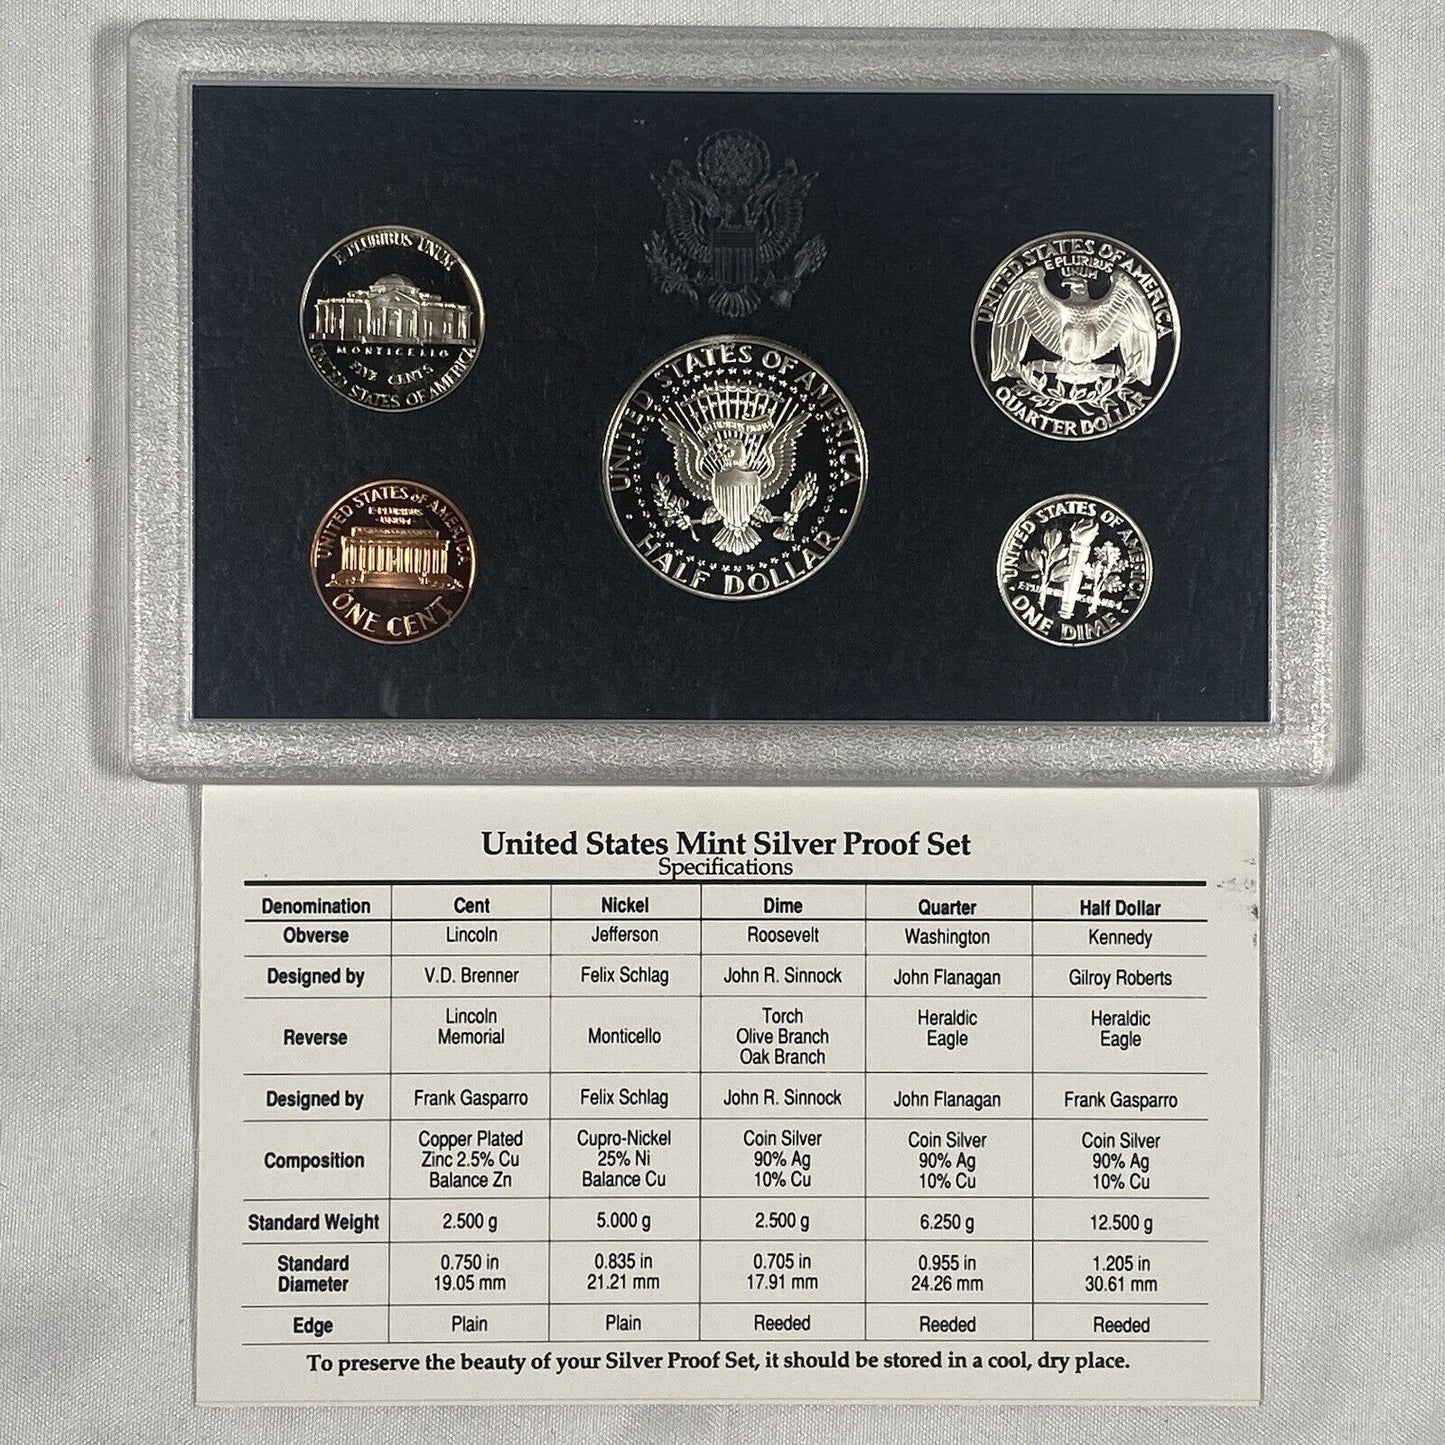 E PLURIBUS UNUM
MONTICELLO
FIVE CENTS
UNITED STATES OF AMERICA
UNITED STATES OF AMERICA
E PLURIBUS
UNUM
QUARTER DOLLAR
UNITED STATES OF AMERICA
HALF DOLLAR
UNITED STATES of AMERICA
E·PLURIBUS
·UNUM·
ONE CENT
UNITED STATES OF AMERICA
ONE DIME
United States Mint Silver Proof Set
Specifications
Denomination Cent Nickel Dime Quarter Half Dollar
Obverse Lincoln Jefferson Roosevelt Washington Kennedy
Designed by V.D. Brenner Felix Schlag John R. Sinnock John Flanagan Gilroy Roberts
Reverse Lincoln Memorial Monticello Torch Olive Branch Oak Branch Heraldic Eagle Heraldic Eagle
Designed by Frank Gasparro Felix Schlag John R. Sinnock John Flanagan Frank Gasparro
Composition Copper Plated Zinc 2.5% Cu Balance Zn Cupro-Nickel 25% Ni Balance Cu Coin Silver 90% Ag 10% Cu Coin Silver 90% Ag 10% Cu Coin Silver 90% Ag 10% Cu
Standard Weight 2.500 g 5.000 g 2.500 g 6.250 g 12.500 g
Standard Diameter 0.750 in 19.05 mm 0.835 in 21.21 mm 0.705 in 17.91 mm 0.955 in 24.26 mm 1.205 in 30.61 mm
Edge Plain Plain Reeded Reeded Reeded
To preserve the beauty of your Silver Proof Set, it should be stored in a cool, dry place.